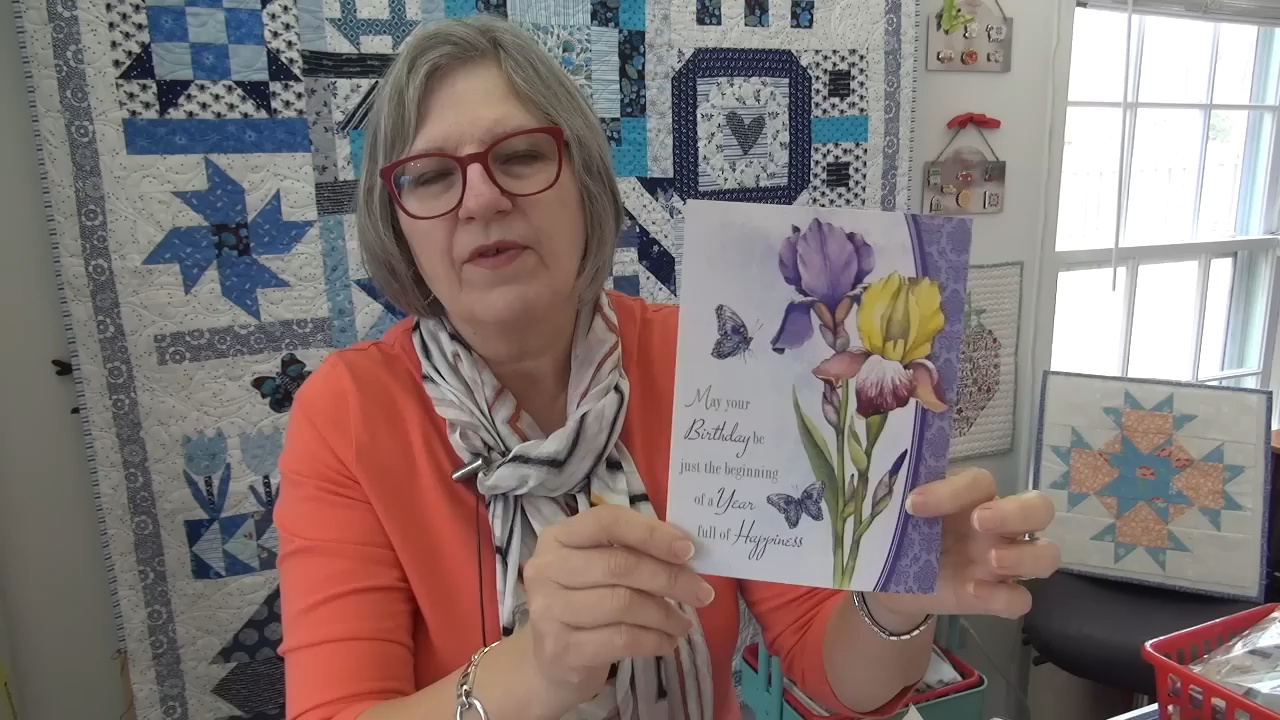 May your
Birthday be
just the beginning
of a Year
full of Happiness